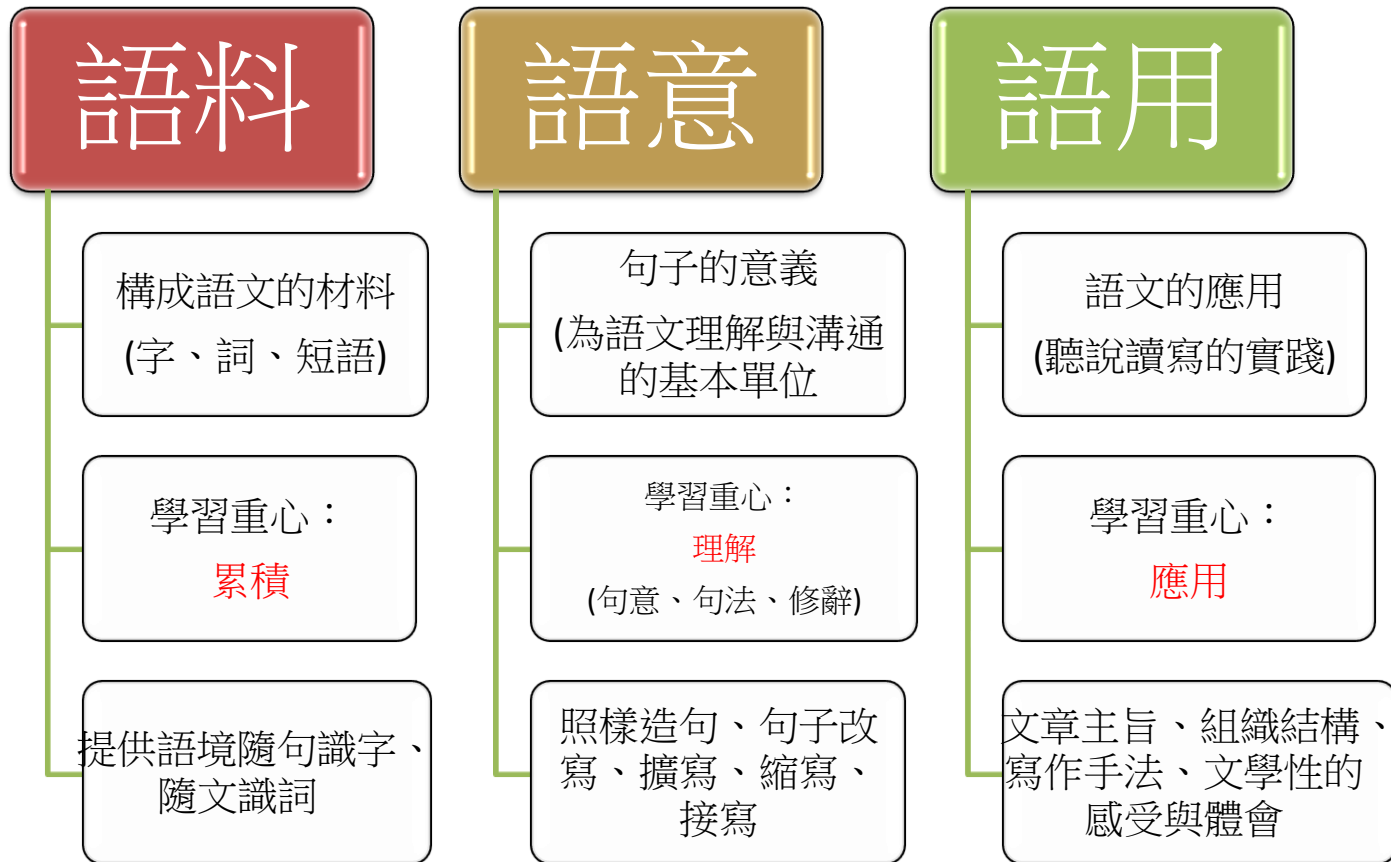 語料
構成語文的材料
(字、詞、短語)
學習重心：
累積
提供語境隨句識字、
隨文識詞
語意
句子的意義
(為語文理解與溝通
的基本單位
學習重心：
理解
(句意、句法、修辭)
照樣造句、句子改
寫、擴寫、縮寫、
接寫
語用
語文的應用
(聽說讀寫的實踐)
學習重心：
應用
文章主旨、組織結構、
寫作手法、文學性的
感受與體會